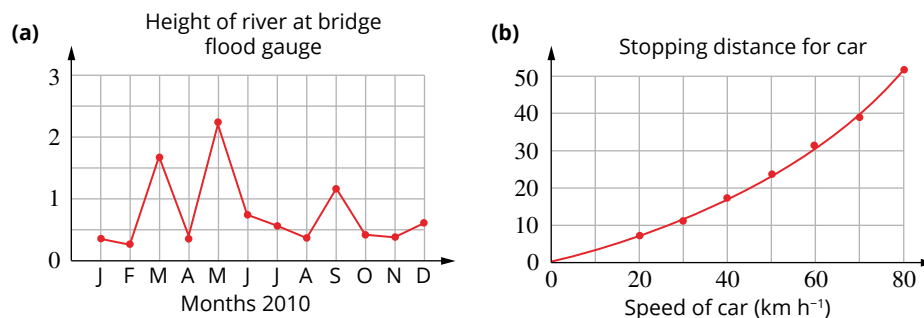 (a)
Height of river at bridge
flood gauge
3
2
1
0
J F M A M J J A S O N D
Months 2010
(b)
Stopping distance for car
50
40
30
20
10
0
0 20 40 60 80
Speed of car (km h⁻¹)